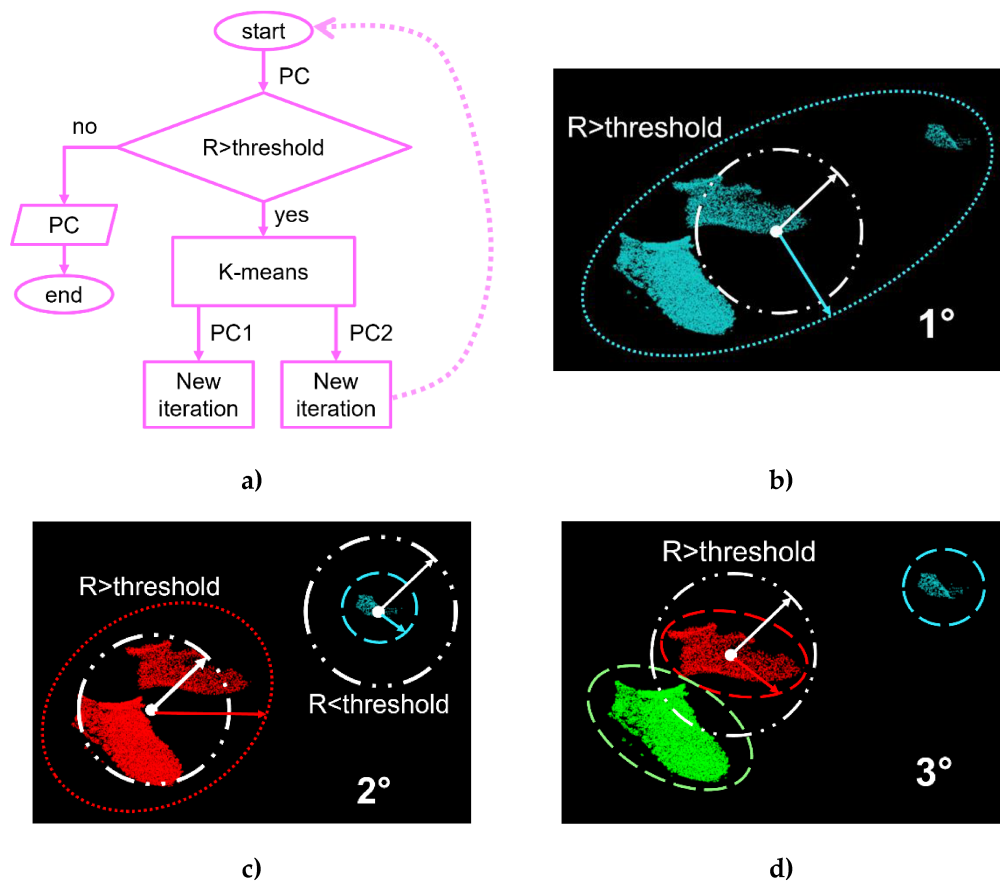 start
PC
no
R>threshold
yes
PC
K-means
end
PC1
PC2
New
iteration
New
iteration
a)
R>threshold
1°
b)
R>threshold
R<threshold
2°
c)
R>threshold
3°
d)